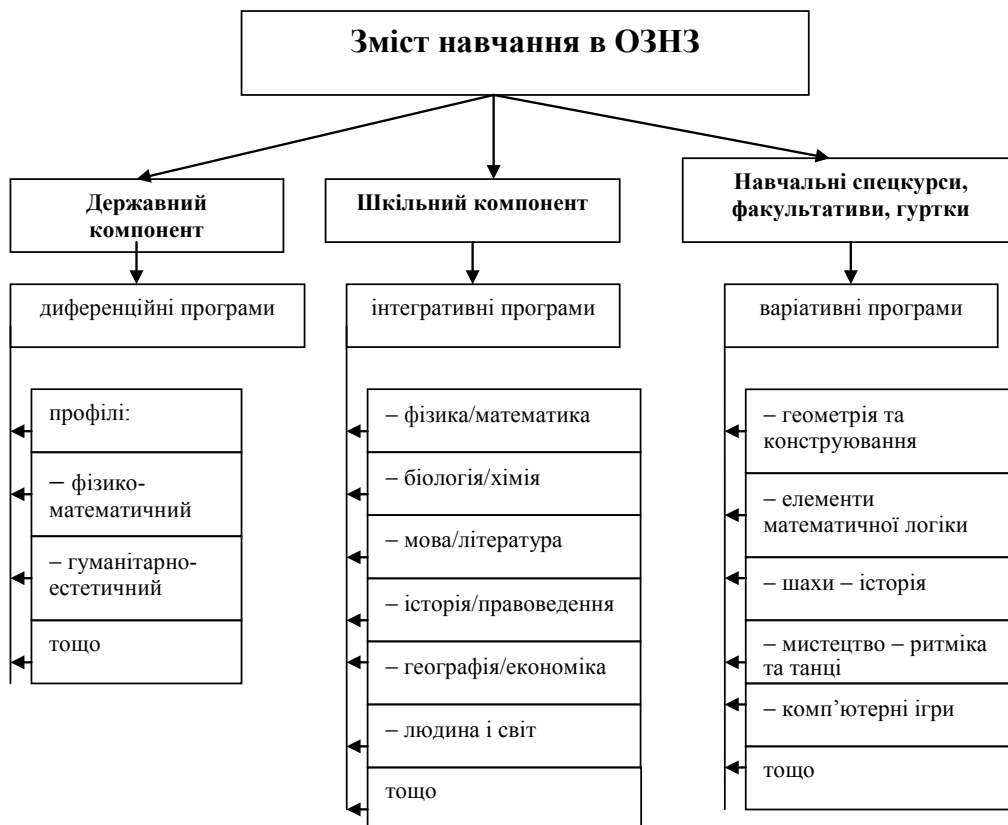 Зміст навчання в ОЗНЗ
Державний
компонент
Шкільний компонент
Навчальні спецкурси,
факультативи, гуртки
диференційні програми
інтегративні програми
варіативні програми
профілі:
– фізико-
математичний
– гуманітарно-
естетичний
тощо
– фізика/математика
– біологія/хімія
– мова/література
– історія/правоведення
– географія/економіка
– людина і світ
тощо
– геометрія та
конструювання
– елементи
математичної логіки
– шахи – історія
– мистецтво – ритміка
та танці
– комп’ютерні ігри
тощо